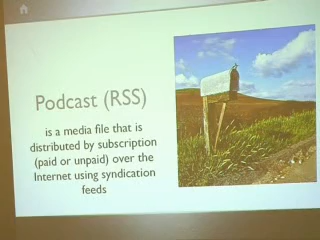 Podcast (RSS)
is a media file that is
distributed by subscription
(paid or unpaid) over the
Internet using syndication
feeds